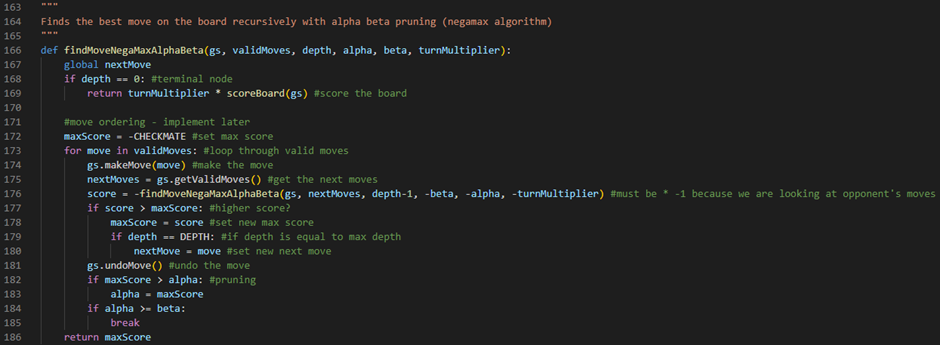 163 """
164 Finds the best move on the board recursively with alpha beta pruning (negamax algorithm)
165 """
166 def findMoveNegaMaxAlphaBeta(gs, validMoves, depth, alpha, beta, turnMultiplier):
167     global nextMove
168     if depth == 0: #terminal node
169         return turnMultiplier * scoreBoard(gs) #score the board
170
171     #move ordering - implement later
172     maxScore = -CHECKMATE #set max score
173     for move in validMoves: #loop through valid moves
174         gs.makeMove(move) #make the move
175         nextMoves = gs.getValidMoves() #get the next moves
176         score = -findMoveNegaMaxAlphaBeta(gs, nextMoves, depth-1, -beta, -alpha, -turnMultiplier) #must be * -1 because we are looking at opponent's moves
177         if score > maxScore: #higher score?
178             maxScore = score #set new max score
179             if depth == DEPTH: #if depth is equal to max depth
180                 nextMove = move #set new next move
181         gs.undoMove() #undo the move
182         if maxScore > alpha: #pruning
183             alpha = maxScore
184         if alpha >= beta:
185             break
186     return maxScore